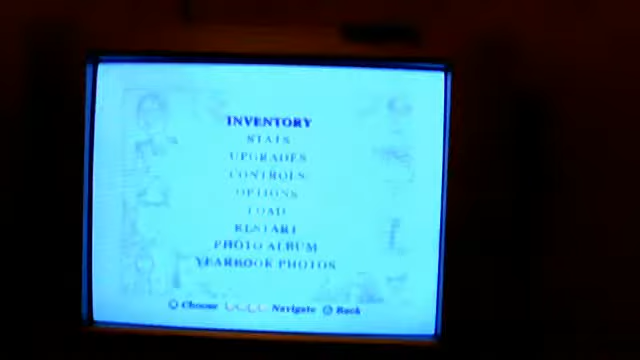 INVENTORY
STATS
UPGRADES
CONTROLS
OPTIONS
LOAD
RESTART
PHOTO ALBUM
YEARBOOK PHOTOS
Choose Navigate Back